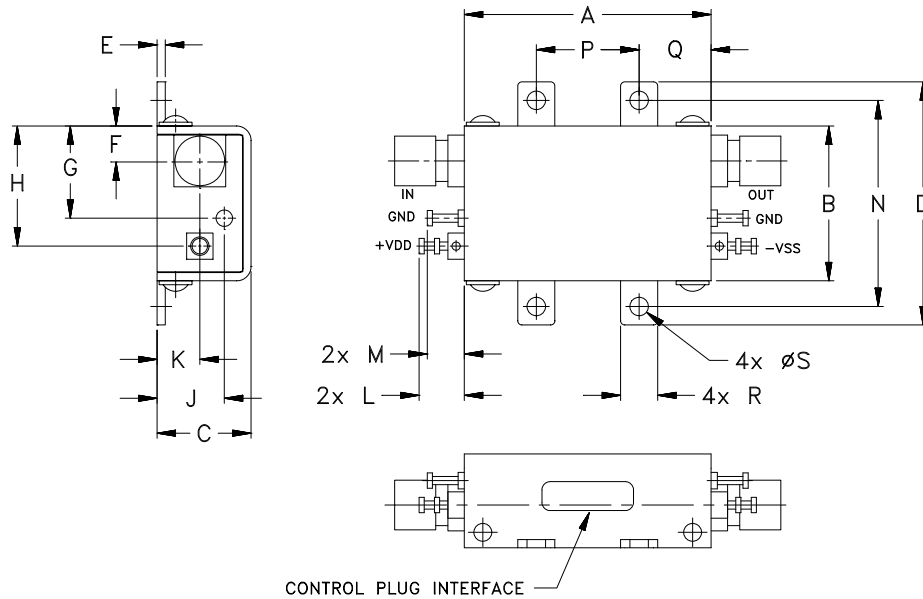 A
E
P
Q
F
G
H
IN
OUT
GND
GND
+VDD
-VSS
B
N
D
K
2x M
4x ØS
J
2x L
4x R
C
CONTROL PLUG INTERFACE